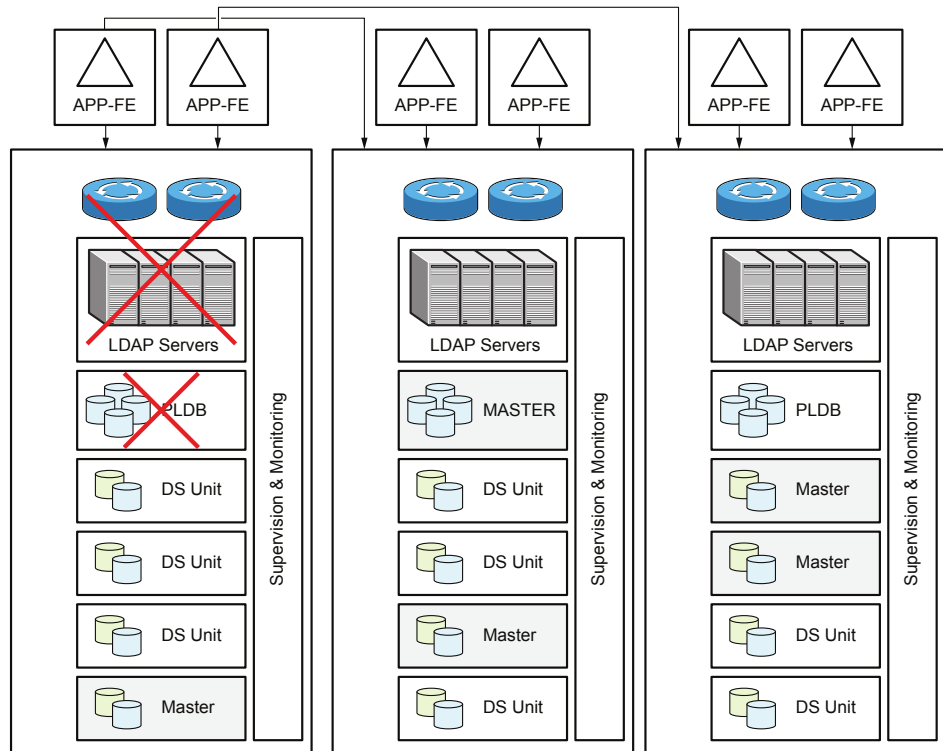 APP-FE
APP-FE
APP-FE
APP-FE
APP-FE
APP-FE
LDAP Servers
PLDB
DS Unit
DS Unit
DS Unit
Master
Supervision & Monitoring
LDAP Servers
MASTER
DS Unit
DS Unit
Master
DS Unit
Supervision & Monitoring
LDAP Servers
PLDB
Master
Master
DS Unit
DS Unit
Supervision & Monitoring